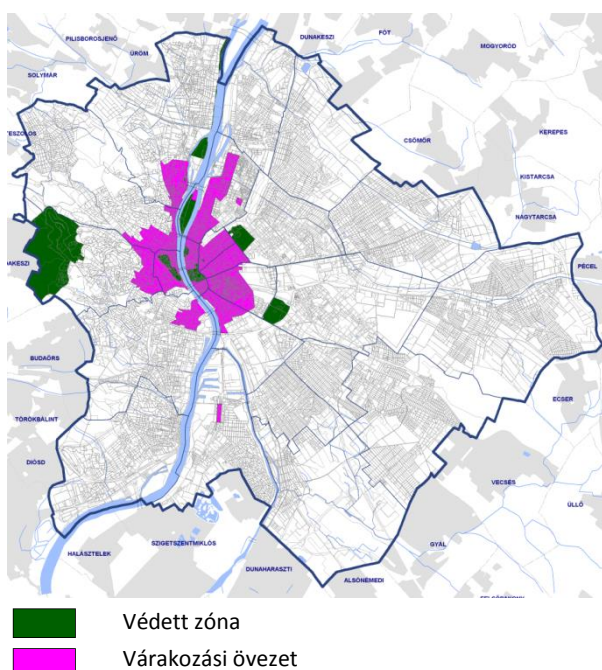 PILISBOROSJENŐ
ÜRÖM
DUNAKESZI
FÓT
MOGYORÓD
SOLYMÁR
CSÖMÖR
KEREPES
KISTARCSA
NAGYTARCSA
PÉCEL
BUDAÖRS
TÖRÖKBÁLINT
ECSER
DIÓSD
VECSÉS
ÜLLŐ
GYÁL
HALÁSZTELEK
SZIGETSZENTMIKLÓS
DUNAHARASZTI
ALSÓNÉMEDI
Védett zóna
Várakozási övezet